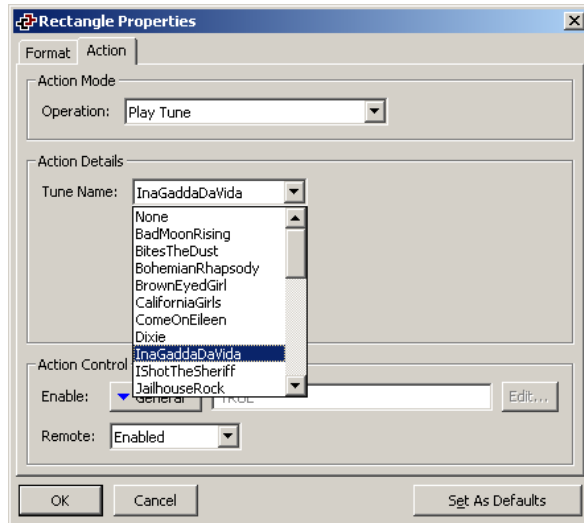 Rectangle Properties
Format Action
Action Mode
Operation: Play Tune
Action Details
Tune Name: InaGaddaDaVida
None
BadMoonRising
BitesTheDust
BohemianRhapsody
BrownEyedGirl
CaliforniaGirls
ComeOnEileen
Dixie
InaGaddaDaVida
IShotTheSheriff
JailhouseRock
Action Control
Enable: General TRUE Edit...
Remote: Enabled
OK Cancel Set As Defaults